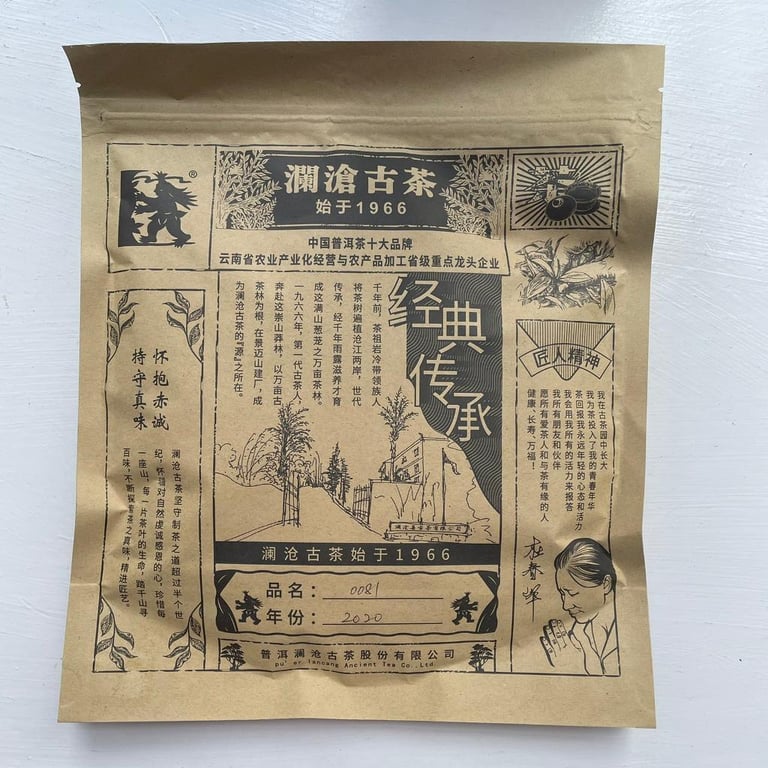 ®
瀾滄古茶
始于1966
中国普洱茶十大品牌
云南省农业产业化经营与农产品加工省级重点龙头企业
怀抱赤诚
持守真味
澜沧古茶坚守制茶之道超过半个世
纪，怀着对自然虔诚感恩的心，珍惜每
一座山、每一片茶叶的生命，踏千山寻
百味，不断探索茶之真味，精进匠艺。
经典
传承
千年前，茶祖岩冷带领族人
将茶树遍植沧江两岸，世代
传承，经千年雨露滋养才育
成这满山葱茏之万亩茶林。
一九六六年，第一代古茶人，
奔赴这崇山莽林，以万亩古
茶林为根，在景迈山建厂，成
为澜沧古茶的『源』之所在。
澜沧古茶始于1966
品名：0081
年份：2020
普洱澜沧古茶股份有限公司
pu' er lancang Ancient Tea Co.,Ltd.
匠人精神
我在古茶园中长大
我为茶投入了我的青春年华
茶回报我永远年轻的心态和活力
我会用我所有的活力来报答
我所有朋友和伙伴
愿所有爱茶人和与茶有缘的人
健康、长寿、万福！
杜春峄